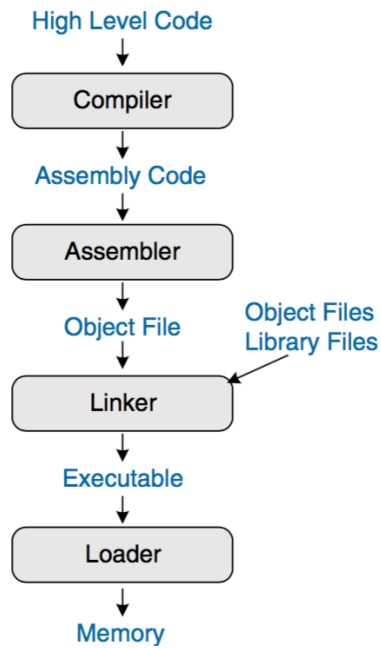 High Level Code
Compiler
Assembly Code
Assembler
Object File
Object Files
Library Files
Linker
Executable
Loader
Memory